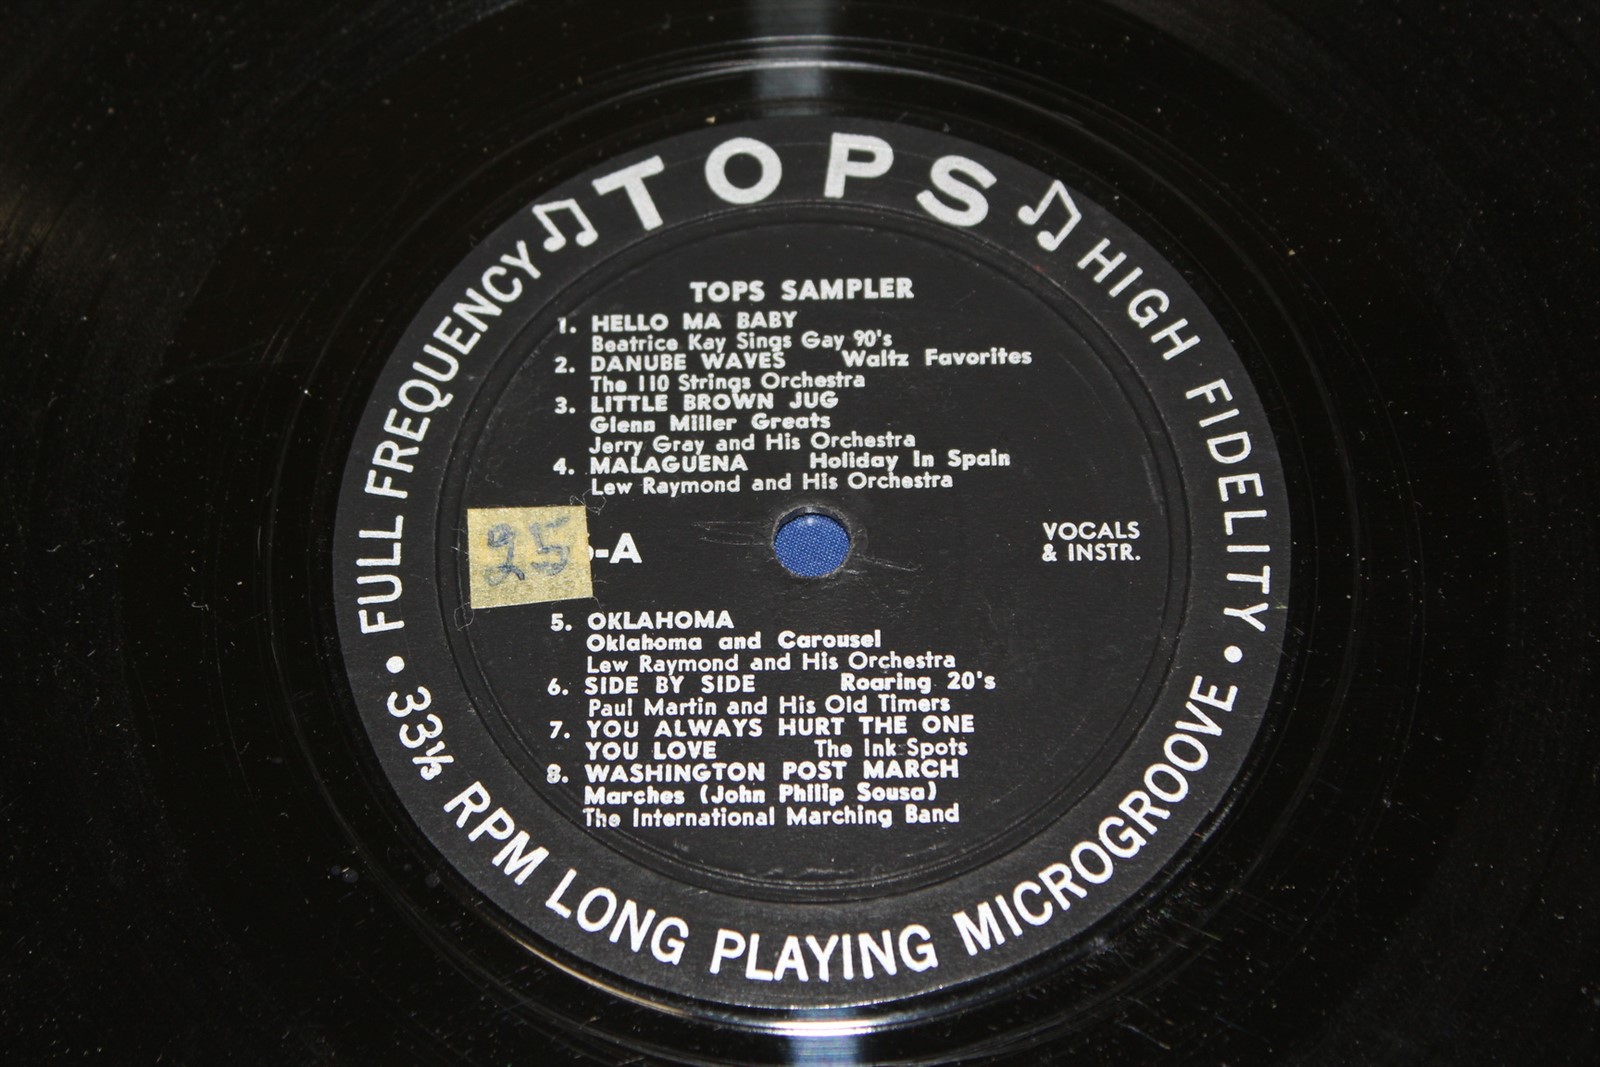 TOPS
FULL FREQUENCY
HIGH FIDELITY
TOPS SAMPLER
1. HELLO MA BABY
Beatrice Kay Sings Gay 90's
2. DANUBE WAVES Waltz Favorites
The 110 Strings Orchestra
3. LITTLE BROWN JUG
Glenn Miller Greats
Jerry Gray and His Orchestra
4. MALAGUENA Holiday In Spain
Lew Raymond and His Orchestra
25
-A
VOCALS
& INSTR.
5. OKLAHOMA
Oklahoma and Carousel
Lew Raymond and His Orchestra
6. SIDE BY SIDE Roaring 20's
Paul Martin and His Old Timers
7. YOU ALWAYS HURT THE ONE
YOU LOVE The Ink Spots
8. WASHINGTON POST MARCH
Marches (John Philip Sousa)
The International Marching Band
• 33⅓ RPM LONG PLAYING MICROGROOVE •